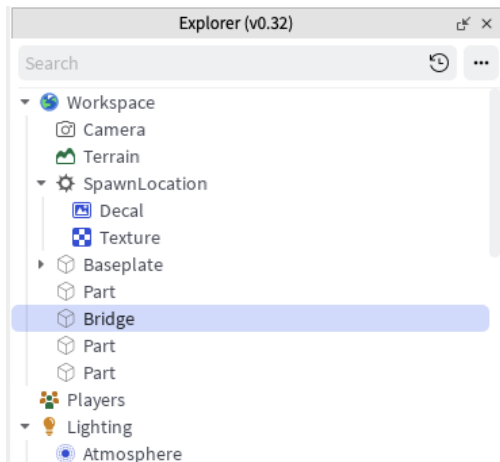 Explorer (v0.32)
Search
Workspace
Camera
Terrain
SpawnLocation
Decal
Texture
Baseplate
Part
Bridge
Part
Part
Players
Lighting
Atmosphere